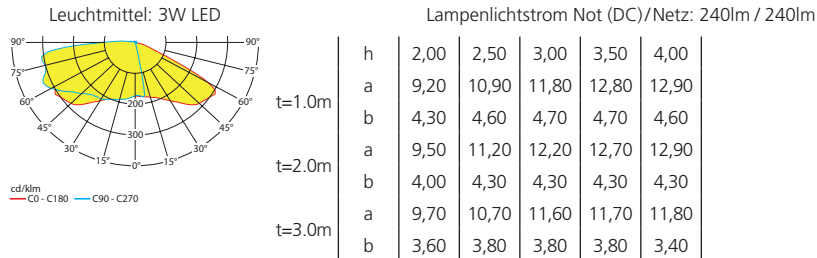 Leuchtmittel: 3W LED
Lampenlichtstrom Not (DC)/Netz: 240lm / 240lm
90° 90°
75° 75°
60° 60°
45° 45°
30° 30°
15° 0° 15°
200
300
cd/klm
C0 - C180 C90 - C270
h 2,00 2,50 3,00 3,50 4,00
t=1.0m
a 9,20 10,90 11,80 12,80 12,90
b 4,30 4,60 4,70 4,70 4,60
t=2.0m
a 9,50 11,20 12,20 12,70 12,90
b 4,00 4,30 4,30 4,30 4,30
t=3.0m
a 9,70 10,70 11,60 11,70 11,80
b 3,60 3,80 3,80 3,80 3,40